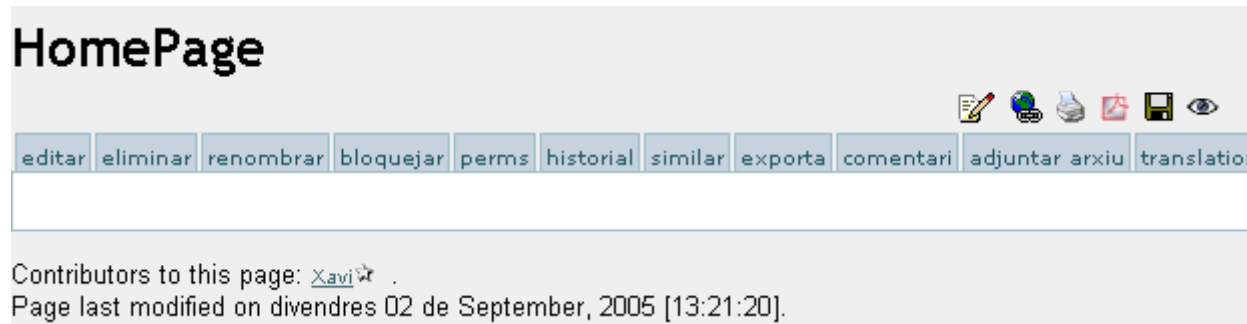 HomePage
editar eliminar renombrar bloquejar perms historial similar exporta comentari adjuntar arxiu translatio
Contributors to this page: Xavi .
Page last modified on divendres 02 de September, 2005 [13:21:20].